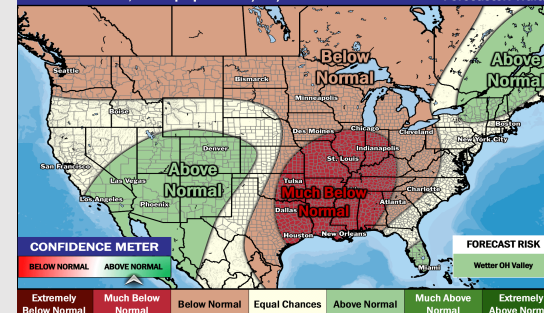 Below
Normal
Above
Normal
Seattle
Bismarck
Minneapolis
Boise
Boston
New York City
Des Moines
Chicago
Cleveland
Denver
Indianapolis
St. Louis
San Francisco
Above
Normal
Las Vegas
Tulsa
Much Below
Normal
Charlotte
Los Angeles
Phoenix
Dallas
Atlanta
Houston
New Orleans
Miami
CONFIDENCE METER
BELOW NORMAL
ABOVE NORMAL
FORECAST RISK
Wetter OH Valley
Extremely
Below Normal
Much Below
Normal
Below Normal
Equal Chances
Above Normal
Much Above
Normal
Extremely
Above Norm